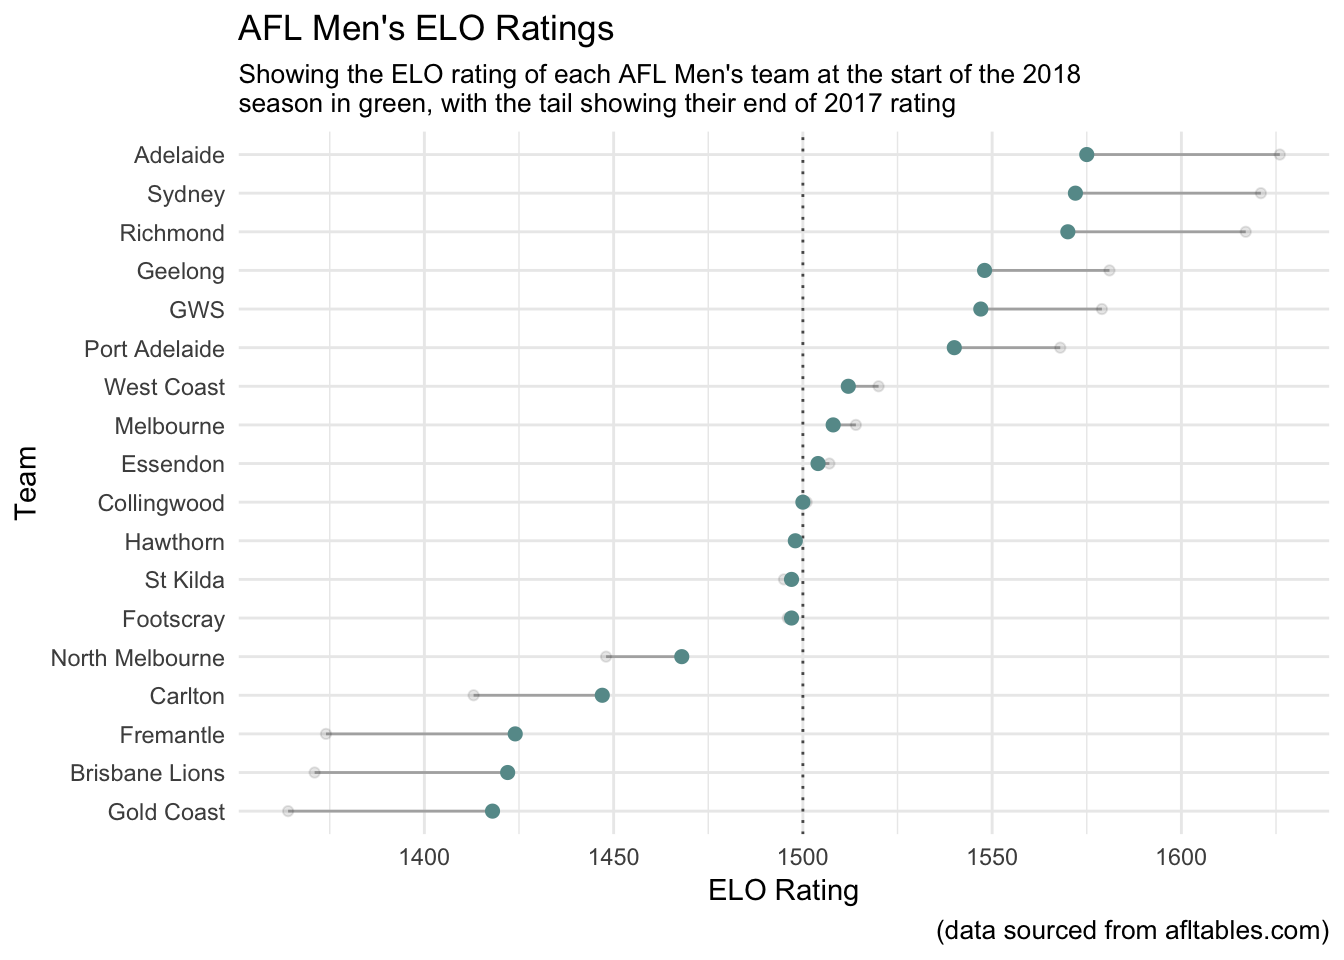 AFL Men's ELO Ratings
Showing the ELO rating of each AFL Men's team at the start of the 2018
season in green, with the tail showing their end of 2017 rating
Team
Adelaide
Sydney
Richmond
Geelong
GWS
Port Adelaide
West Coast
Melbourne
Essendon
Collingwood
Hawthorn
St Kilda
Footscray
North Melbourne
Carlton
Fremantle
Brisbane Lions
Gold Coast
1400 1450 1500 1550 1600
ELO Rating
(data sourced from afltables.com)